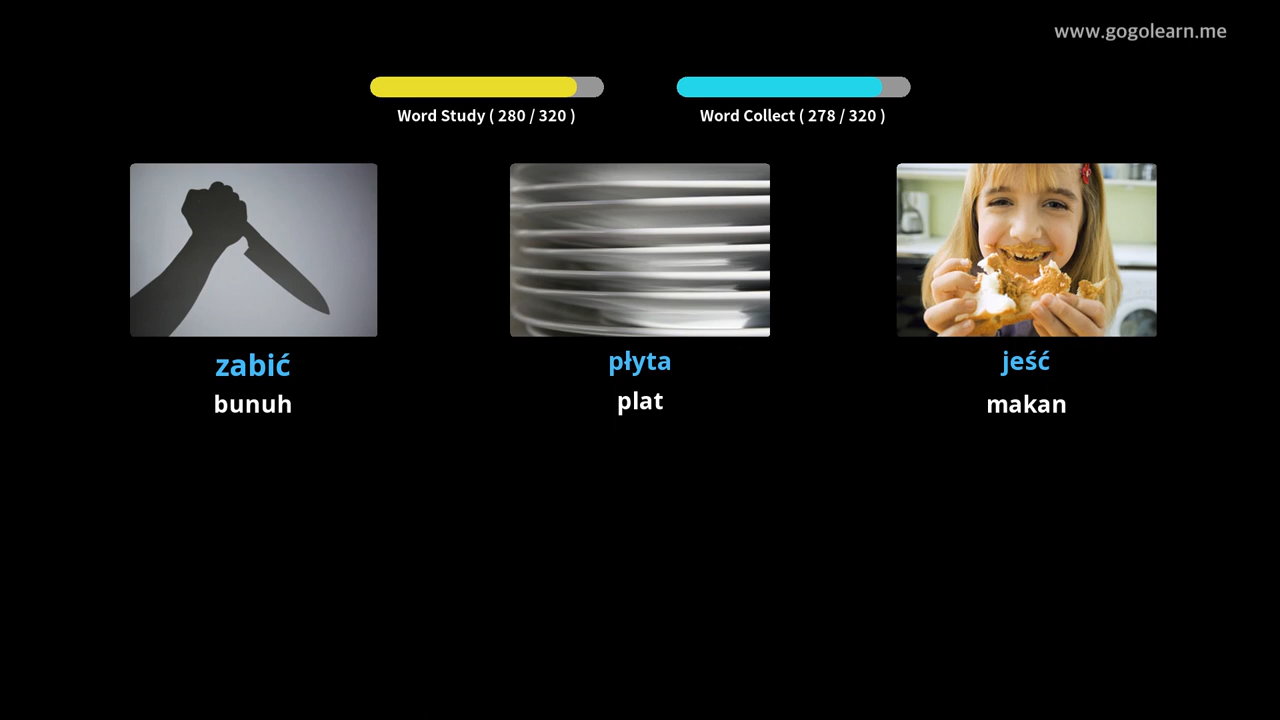 www.gogolearn.me
Word Study ( 280 / 320 )
Word Collect ( 278 / 320 )
zabić
płyta
jeść
bunuh
plat
makan